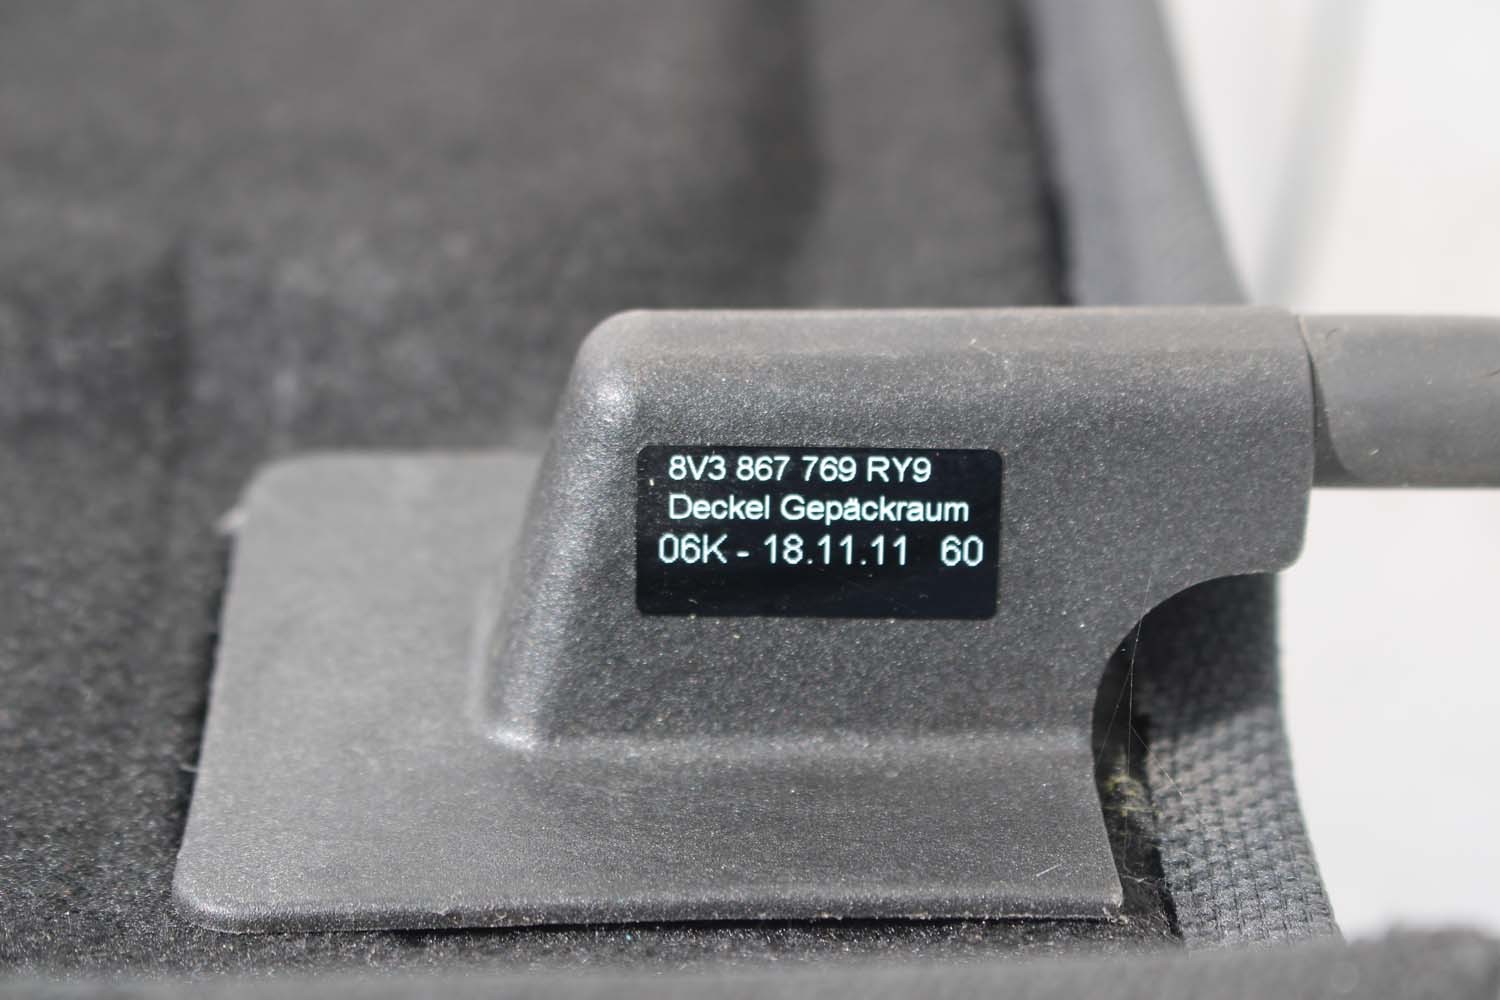 8V3 867 769 RY9
Deckel Gepäckraum
06K - 18.11.11 60